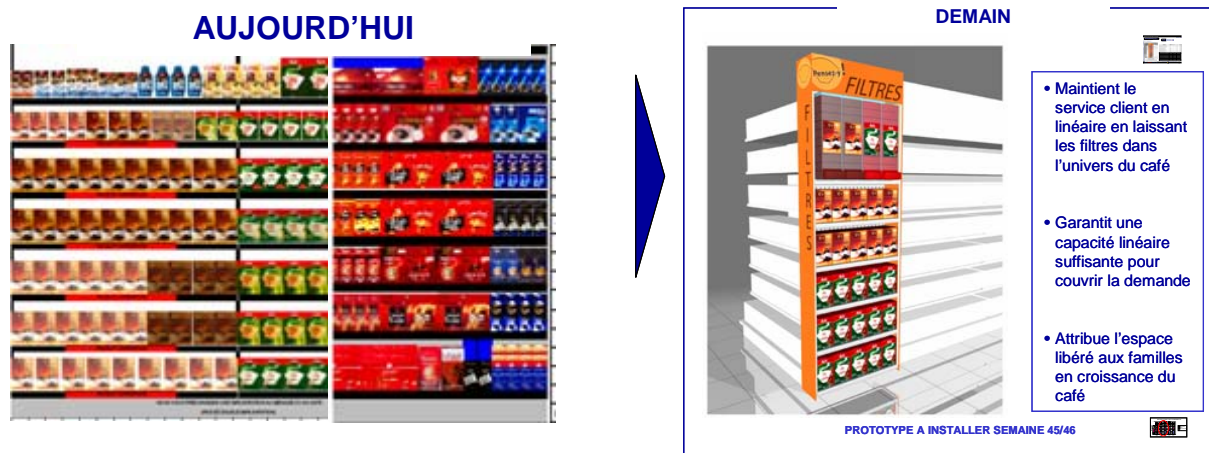 AUJOURD'HUI
DEMAIN
FILTRES
FILTRES
• Maintient le
service client en
linéaire en laissant
les filtres dans
l'univers du café
• Garantit une
capacité linéaire
suffisante pour
couvrir la demande
• Attribue l'espace
libéré aux familles
en croissance du
café
PROTOTYPE A INSTALLER SEMAINE 45/46